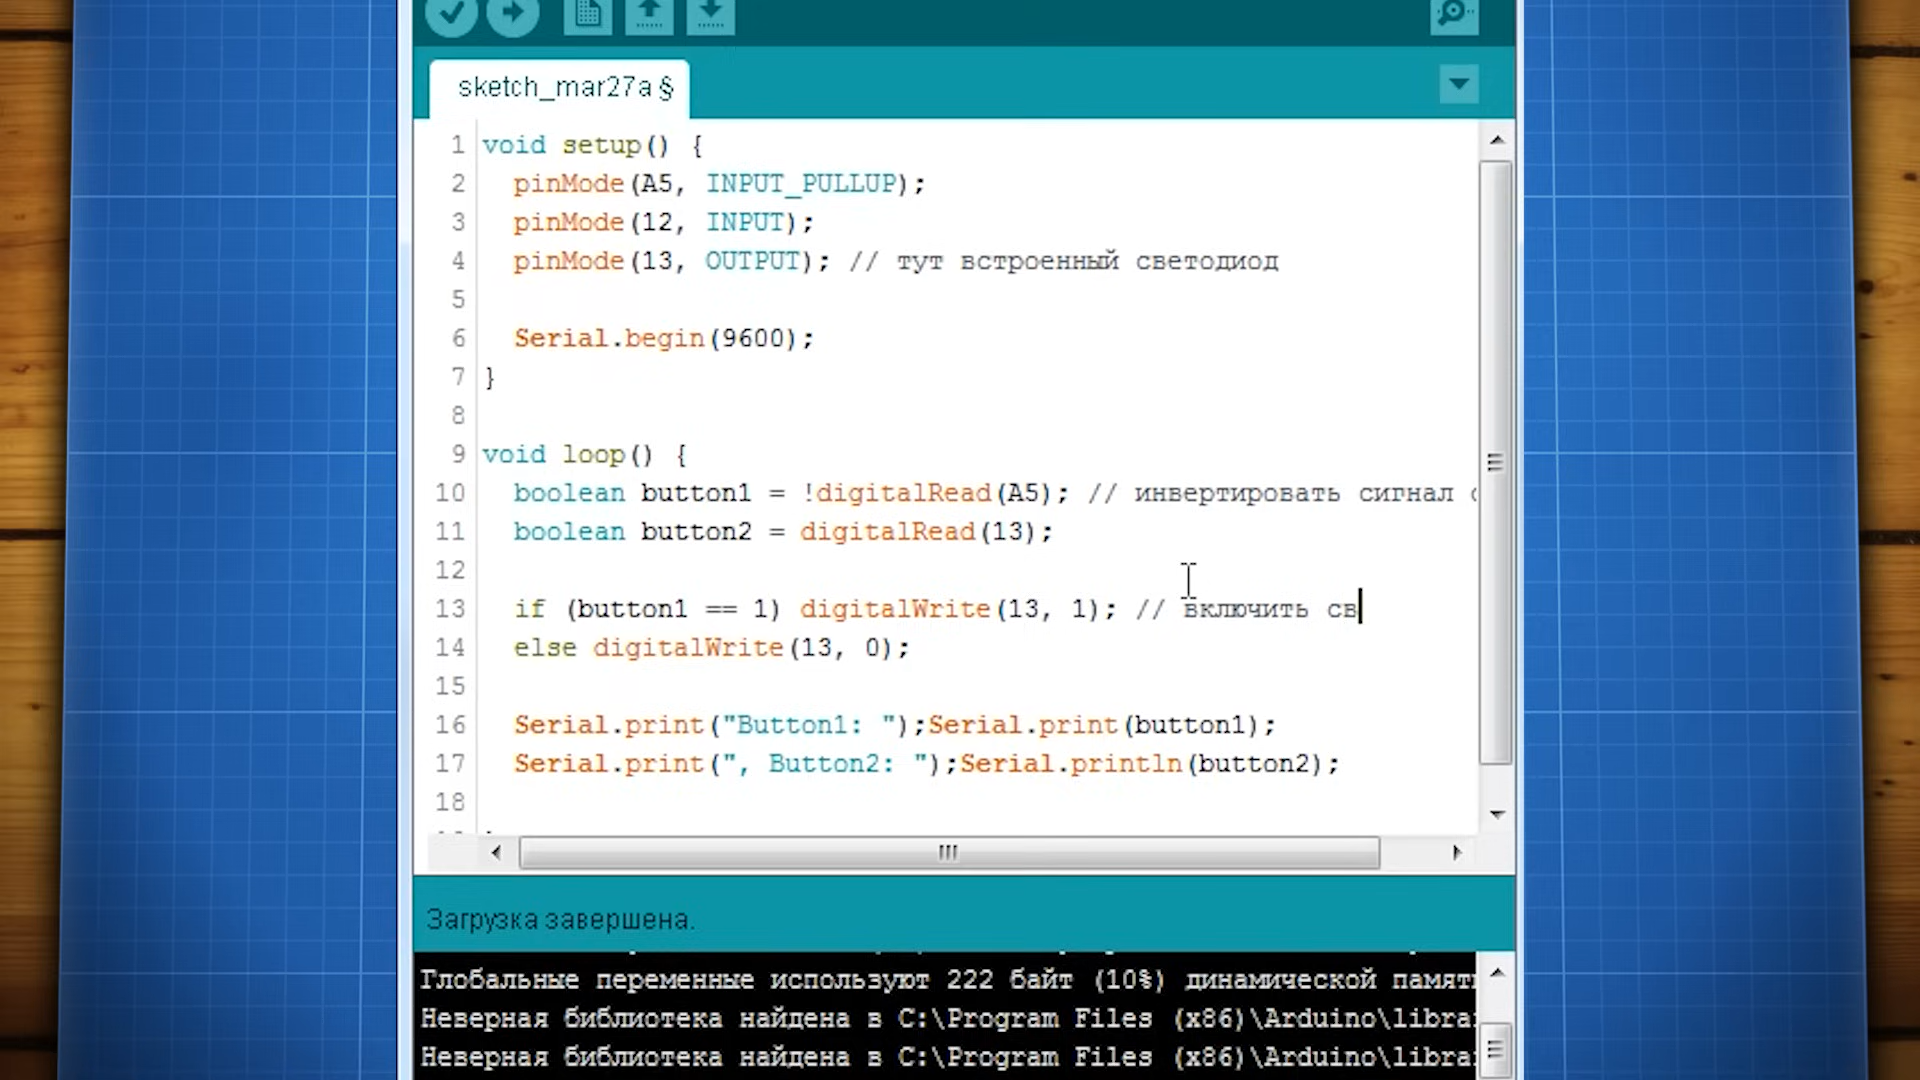 sketch_mar27a §
1 void setup() {
2 pinMode(A5, INPUT_PULLUP);
3 pinMode(12, INPUT);
4 pinMode(13, OUTPUT); // тут встроенный светодиод
5
6 Serial.begin(9600);
7 }
8
9 void loop() {
10 boolean button1 = !digitalRead(A5); // инвертировать сигнал
11 boolean button2 = digitalRead(13);
12
13 if (button1 == 1) digitalWrite(13, 1); // включить св
14 else digitalWrite(13, 0);
15
16 Serial.print("Button1: ");Serial.print(button1);
17 Serial.print(", Button2: ");Serial.println(button2);
18
Загрузка завершена.
Глобальные переменные используют 222 байт (10%) динамической памят
Неверная библиотека найдена в C:\Program Files (x86)\Arduino\libra
Неверная библиотека найдена в C:\Program Files (x86)\Arduino\libra